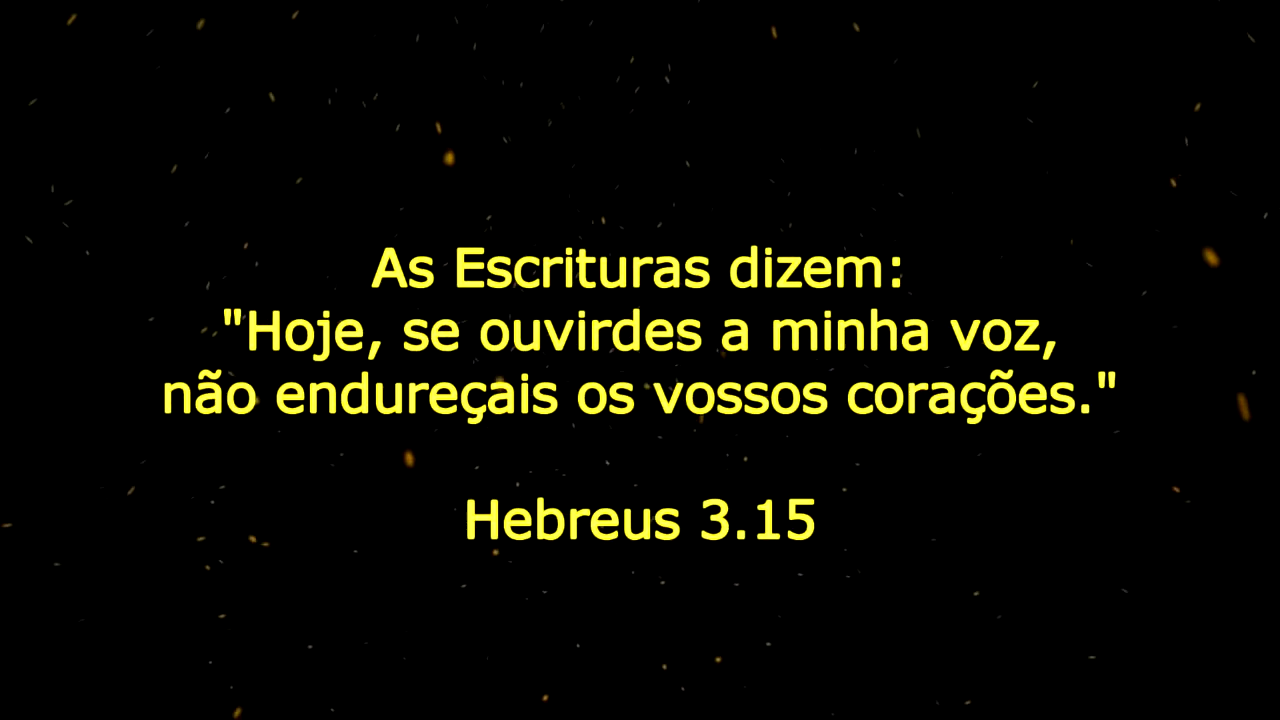 As Escrituras dizem:
"Hoje, se ouvirdes a minha voz,
não endureçais os vossos corações."
Hebreus 3.15